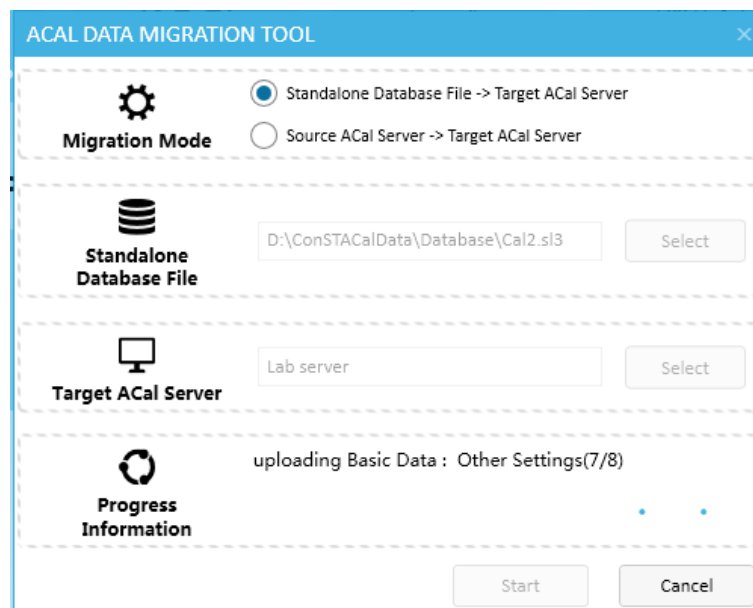 ACAL DATA MIGRATION TOOL
Migration Mode
Standalone Database File -> Target ACal Server
Source ACal Server -> Target ACal Server
Standalone
Database File
D:\ConSTACalData\Database\Cal2.sl3
Select
Target ACal Server
Lab server
Select
Progress
Information
uploading Basic Data : Other Settings(7/8)
Start
Cancel